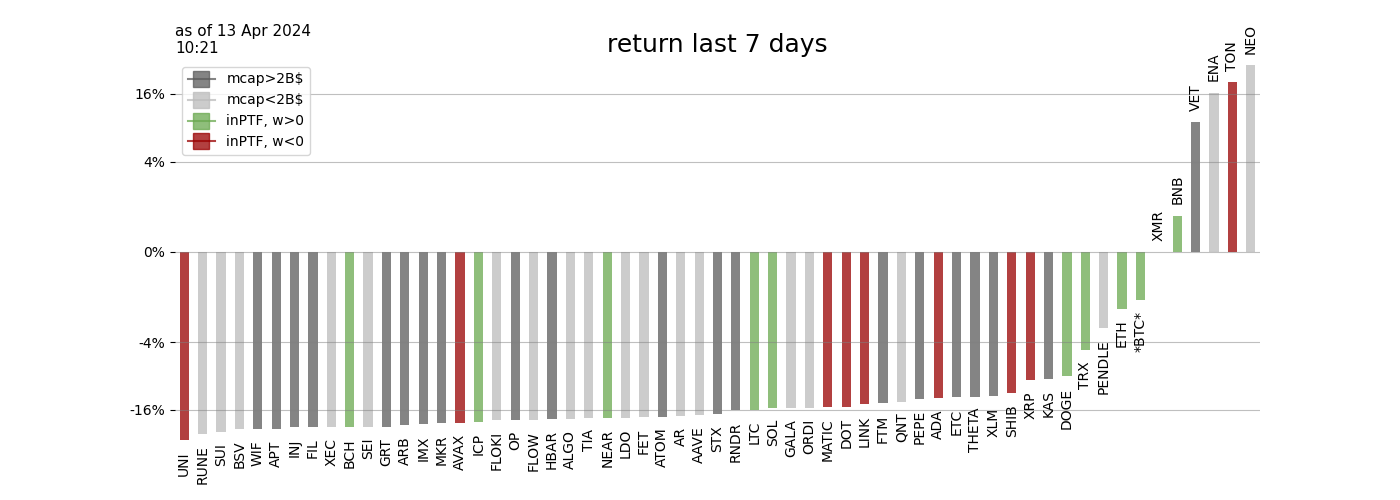 as of 13 Apr 2024
10:21
return last 7 days
mcap>2B$
mcap<2B$
inPTF, w>0
inPTF, w<0
16%
4%
0%
-4%
-16%
UNI
RUNE
SUI
BSV
WIF
APT
INJ
FIL
XEC
BCH
SEI
GRT
ARB
IMX
MKR
AVAX
ICP
FLOKI
OP
FLOW
HBAR
ALGO
TIA
NEAR
LDO
FET
ATOM
AR
AAVE
STX
RNDR
LTC
SOL
GALA
ORDI
MATIC
DOT
LINK
FTM
QNT
PEPE
ADA
ETC
THETA
XLM
SHIB
XRP
KAS
DOGE
TRX
PENDLE
ETH
*BTC*
XMR
BNB
VET
ENA
TON
NEO